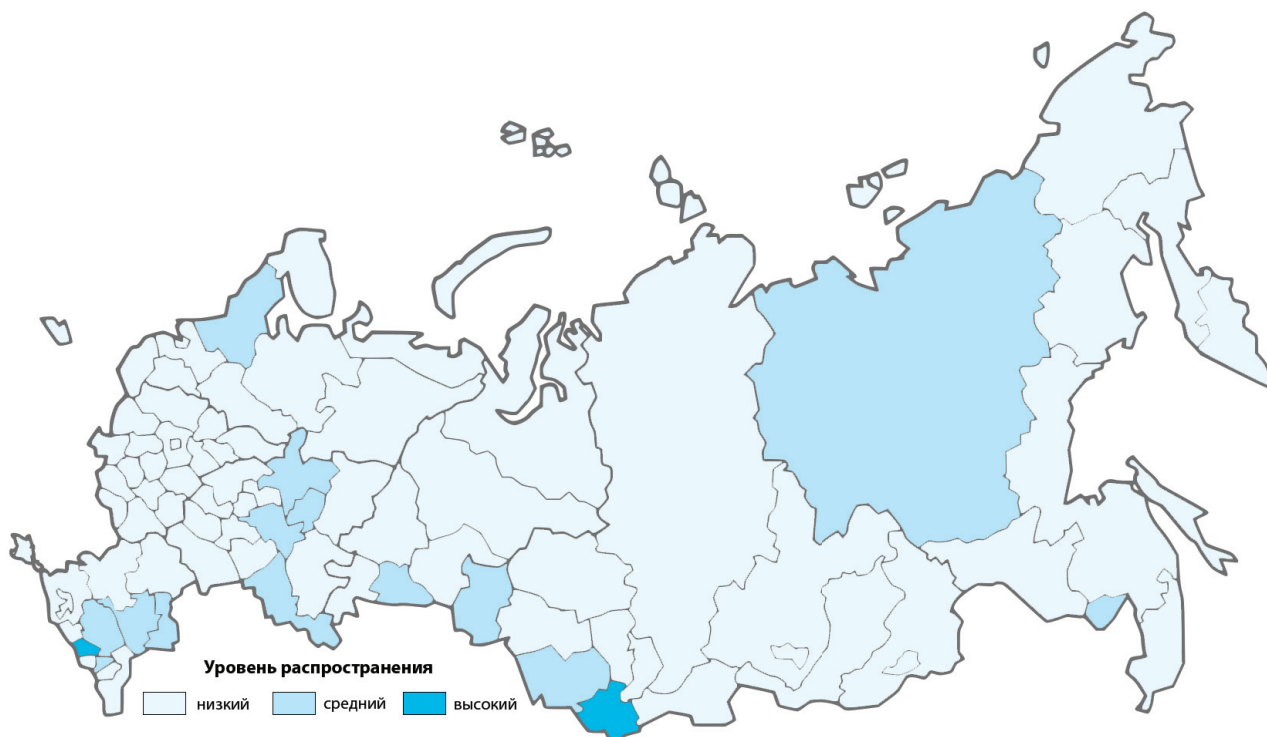 Уровень распространения
низкий
средний
высокий